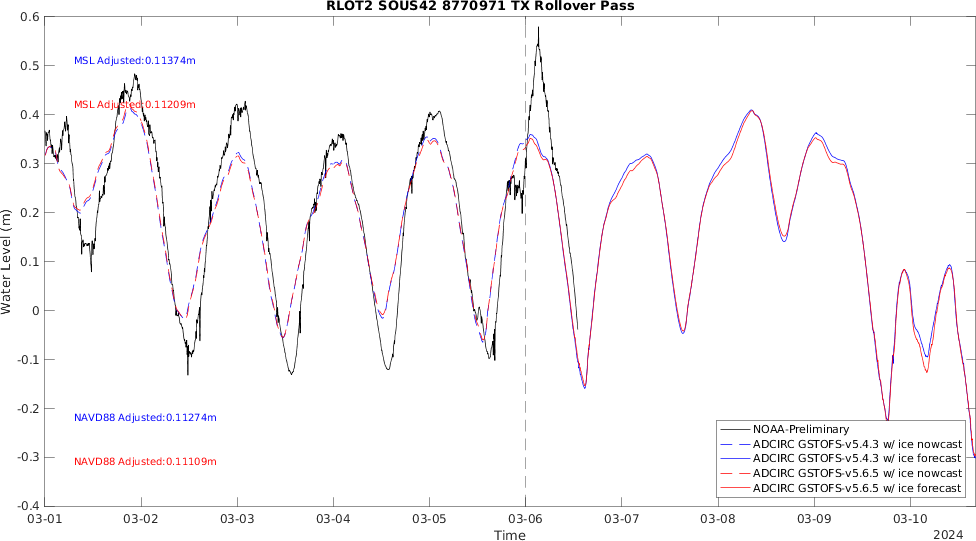 RLOT2 SOUS42 8770971 TX Rollover Pass
0.6
0.5
0.4
0.3
0.2
0.1
0
-0.1
-0.2
-0.3
-0.4
Water Level (m)
MSL Adjusted:0.11374m
MSL Adjusted:0.11209m
NAVD88 Adjusted:0.11274m
NAVD88 Adjusted:0.11109m
NOAA-Preliminary
ADCIRC GSTOFS-v5.4.3 w/ ice nowcast
ADCIRC GSTOFS-v5.4.3 w/ ice forecast
ADCIRC GSTOFS-v5.6.5 w/ ice nowcast
ADCIRC GSTOFS-v5.6.5 w/ ice forecast
03-01 03-02 03-03 03-04 03-05 03-06 03-07 03-08 03-09 03-10
Time
2024